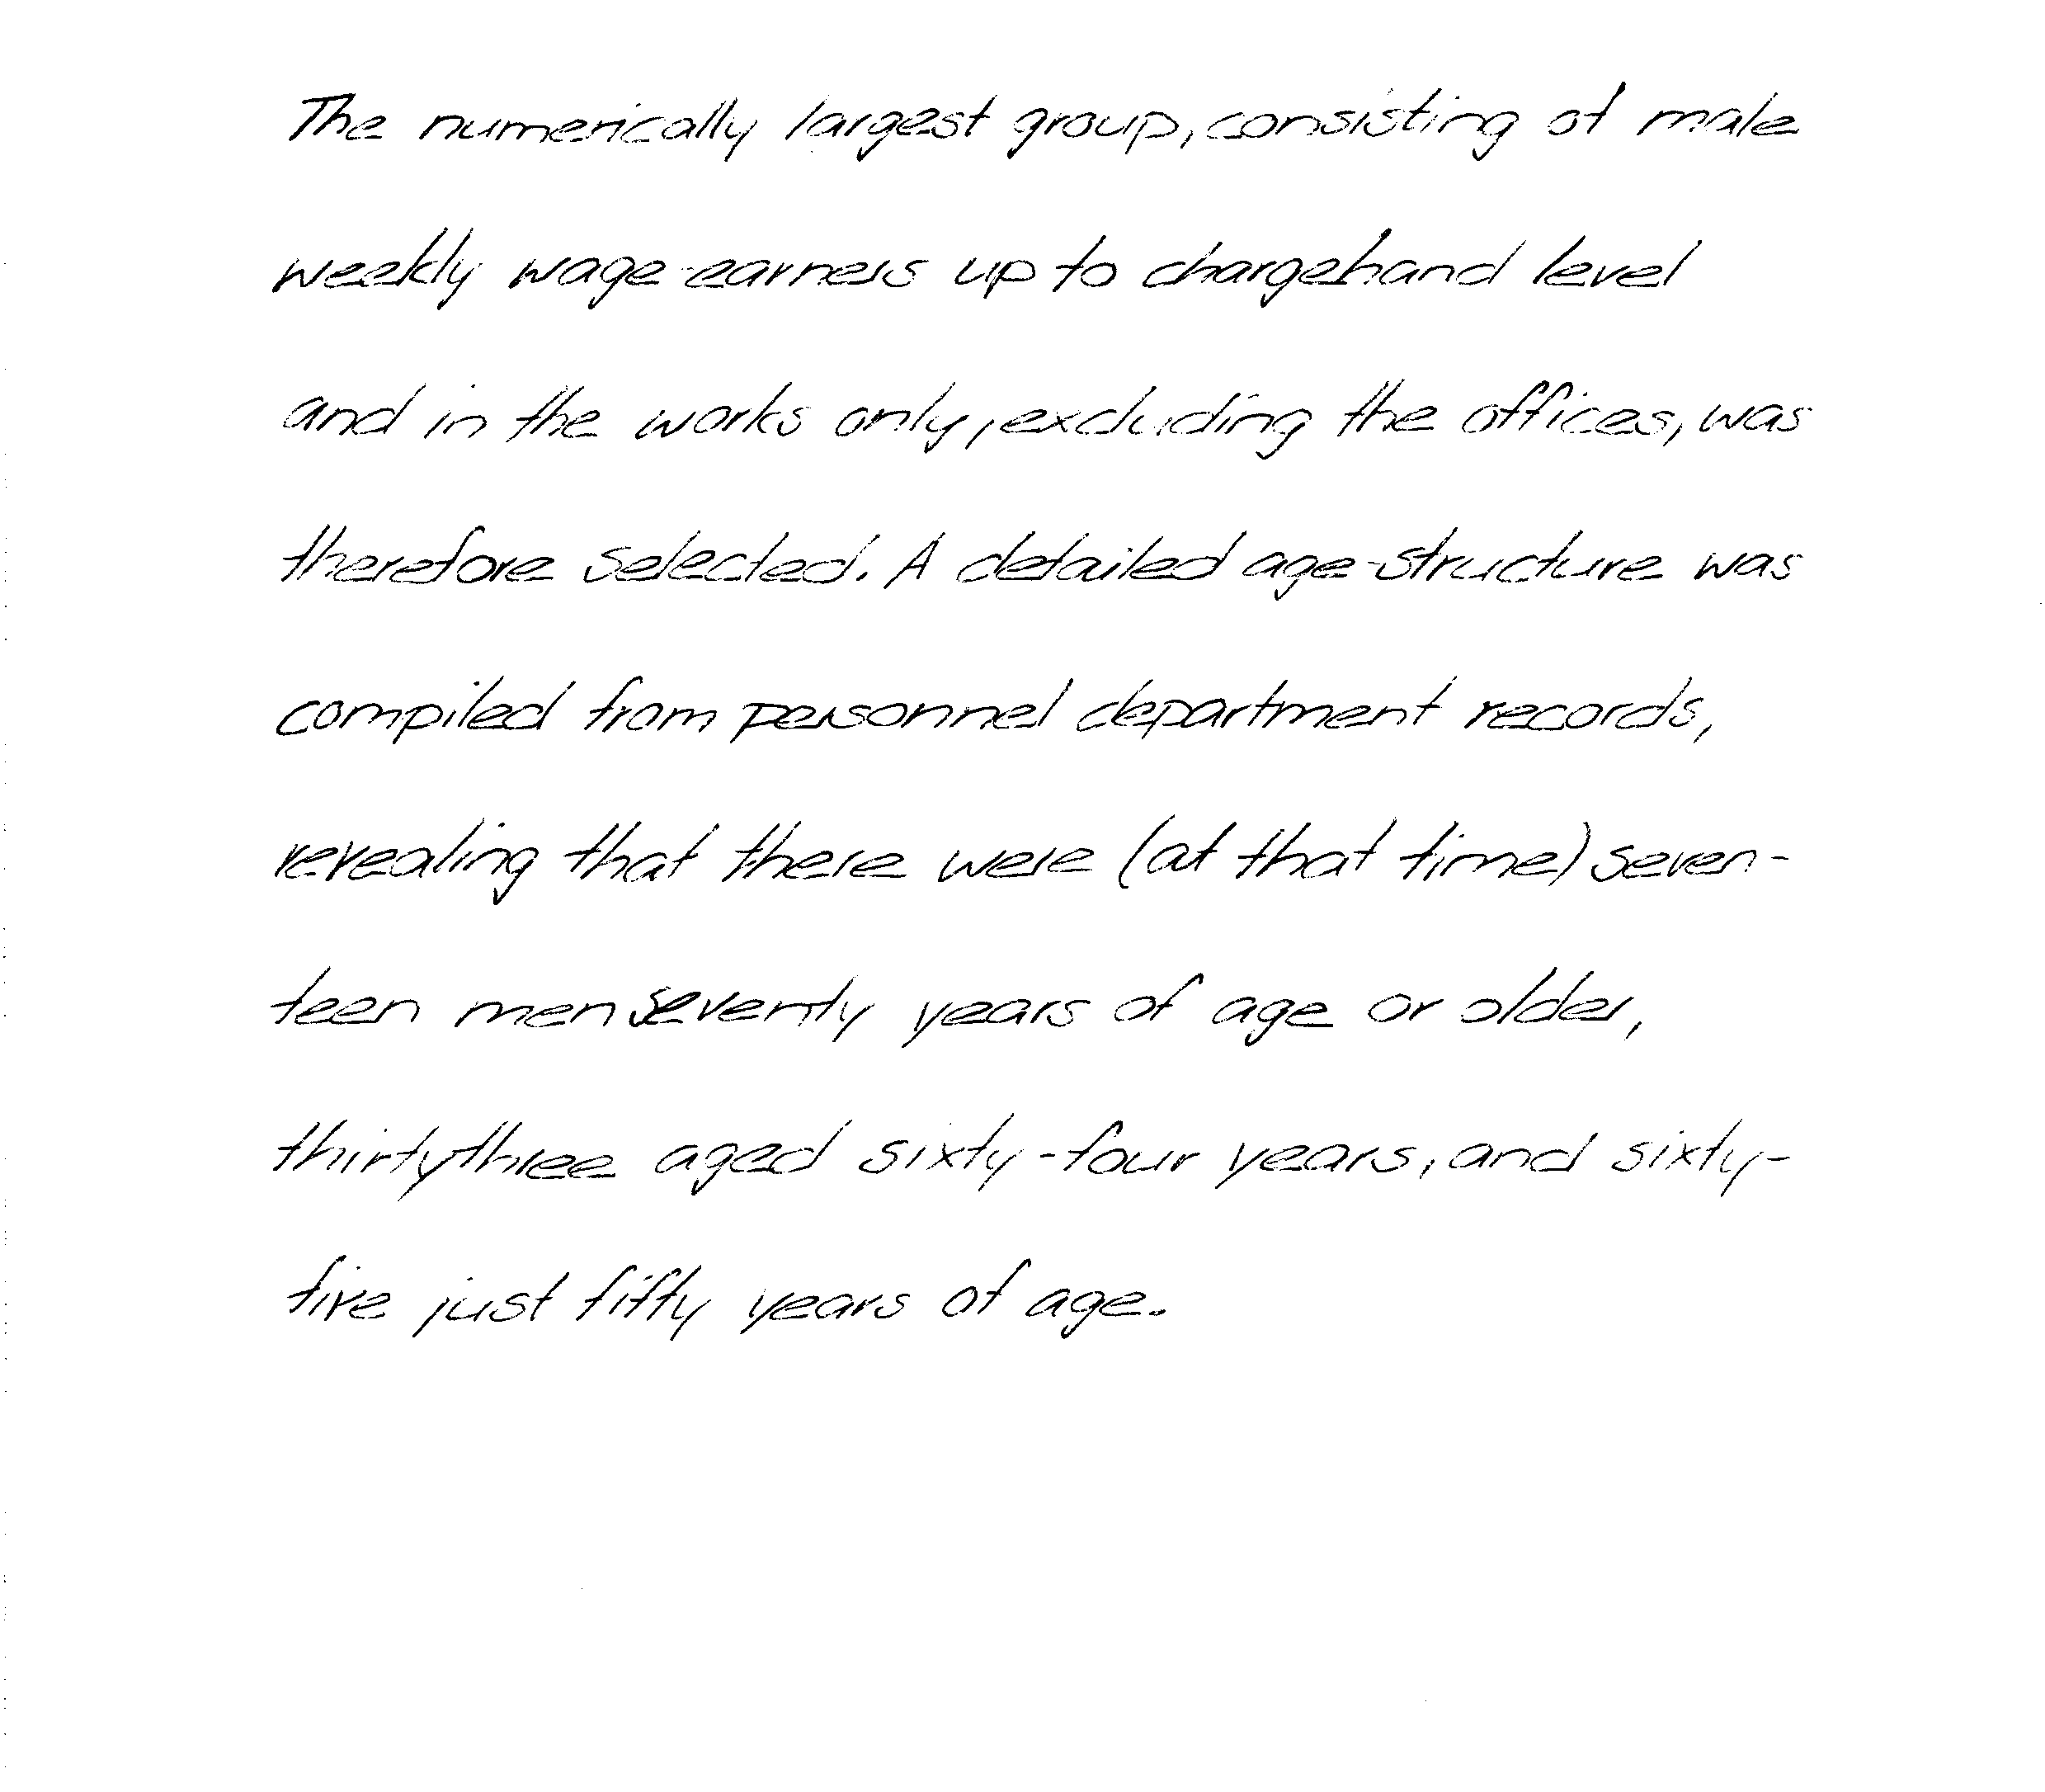 The numerically largest group, consisting of male
weekly wage-earners up to chargehand level
and in the works only, excluding the offices, was
therefore selected. A detailed age-structure was
compiled from personnel department records,
revealing that there were (at that time) seven-
teen men seventy years of age or older,
thirtythree aged sixty-four years, and sixty-
five just fifty years of age.